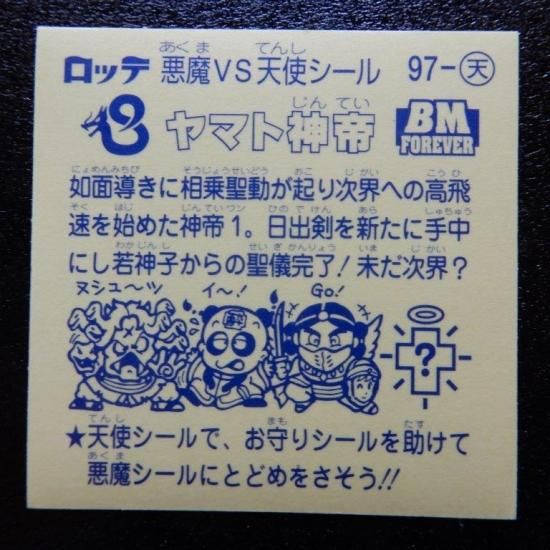 ロッテ 悪魔VS天使シール 97-天
あくま てんし
ヤマト神帝 BM FOREVER
じんてい
にょめんみちび そうじょうせいどう おこ じかい こうひ
如面導きに相乗聖動が起り次界への高飛
そく はじ じんていワン ひのでけん あら しゅちゅう
速を始めた神帝1。日出剣を新たに手中
わかじんし せいぎかんりょう いま じかい
にし若神子からの聖儀完了!未だ次界?
ヌシュ〜ツ イ〜! Go!
?
てんし まも たす
★天使シールで、お守りシールを助けて
あくま
悪魔シールにとどめをさそう!!